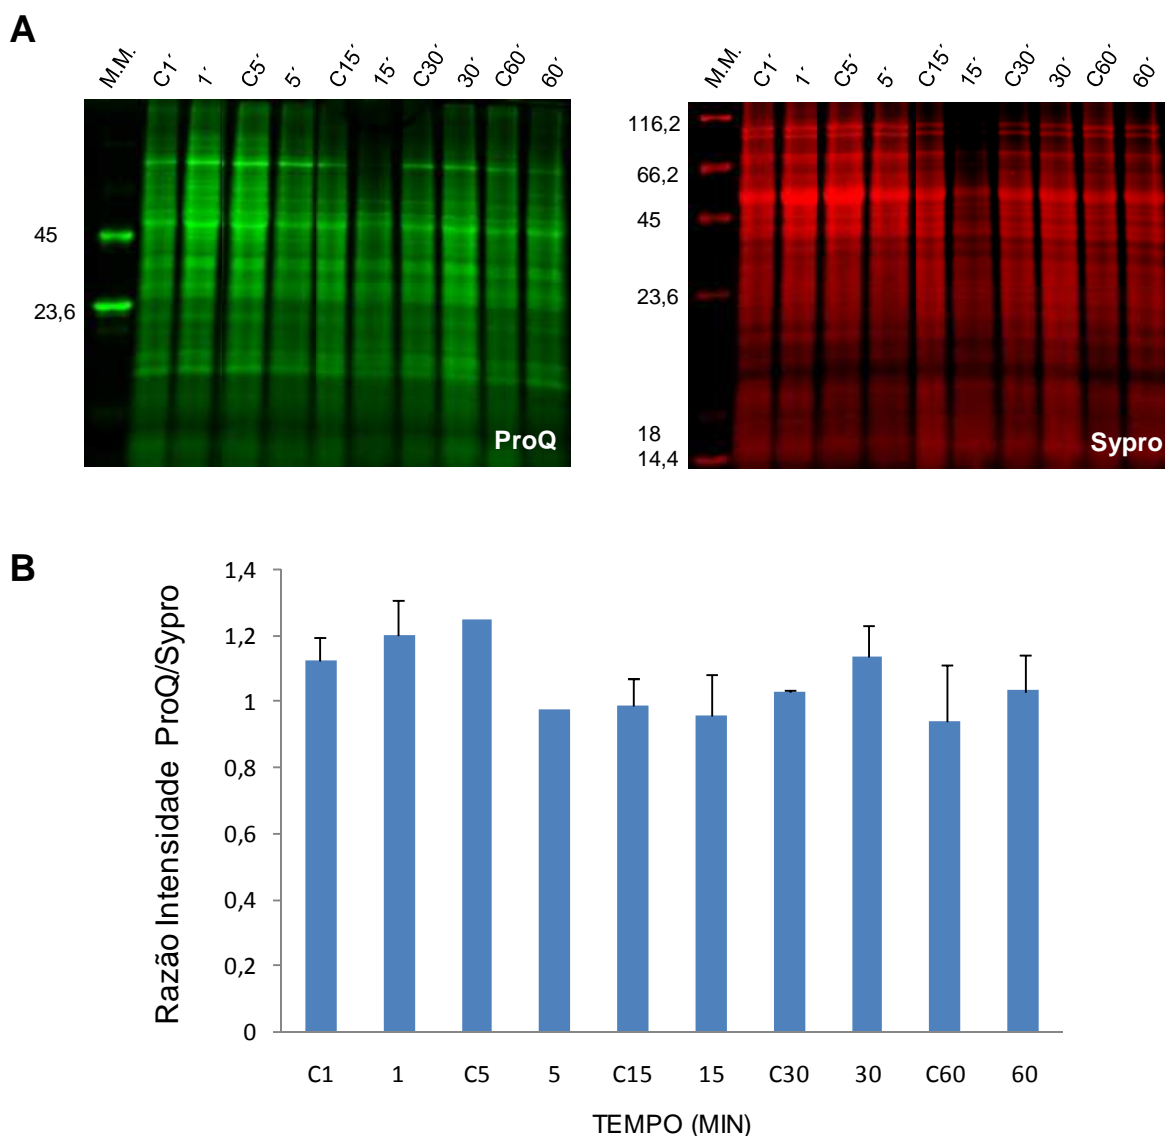 A
M.M. C1´ 1´ C5´ 5´ C15´ 15´ C30´ 30´ C60´ 60´
45
23,6
ProQ
M.M. C1´ 1´ C5´ 5´ C15´ 15´ C30´ 30´ C60´ 60´
116,2
66,2
45
23,6
18
14,4
Sypro
B
Razão Intensidade ProQ/Sypro
1,4
1,2
1
0,8
0,6
0,4
0,2
0
C1 1 C5 5 C15 15 C30 30 C60 60
TEMPO (MIN)